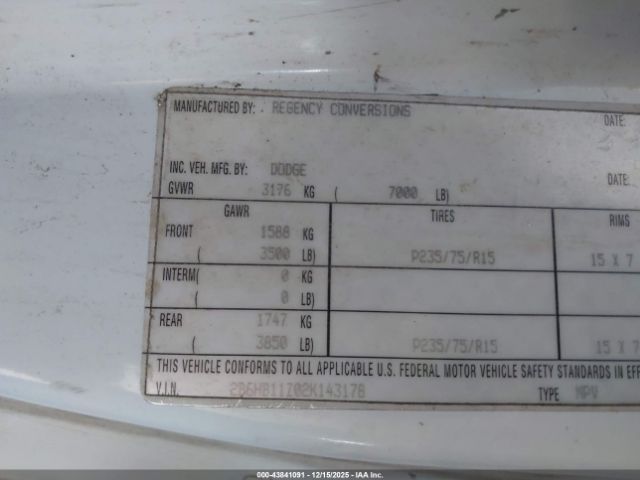 MANUFACTURED BY: . REGENCY CONVERSIONS DATE:
INC. VEH. MFG. BY: DODGE DATE:
GVWR 3176 KG ( 7000 LB)
GAWR TIRES RIMS
FRONT 1588 KG
( 3500 LB) P235/75/R15 15 X 7
INTERM( 0 KG
( 0 LB)
REAR 1747 KG
( 3850 LB) P235/75/R15 15 X 7
THIS VEHICLE CONFORMS TO ALL APPLICABLE U.S. FEDERAL MOTOR VEHICLE SAFETY STANDARDS IN EFF
V.I.N. 2B6HB11Z02K143178 TYPE MPV
000-43841091 - 12/15/2025 - IAA Inc.